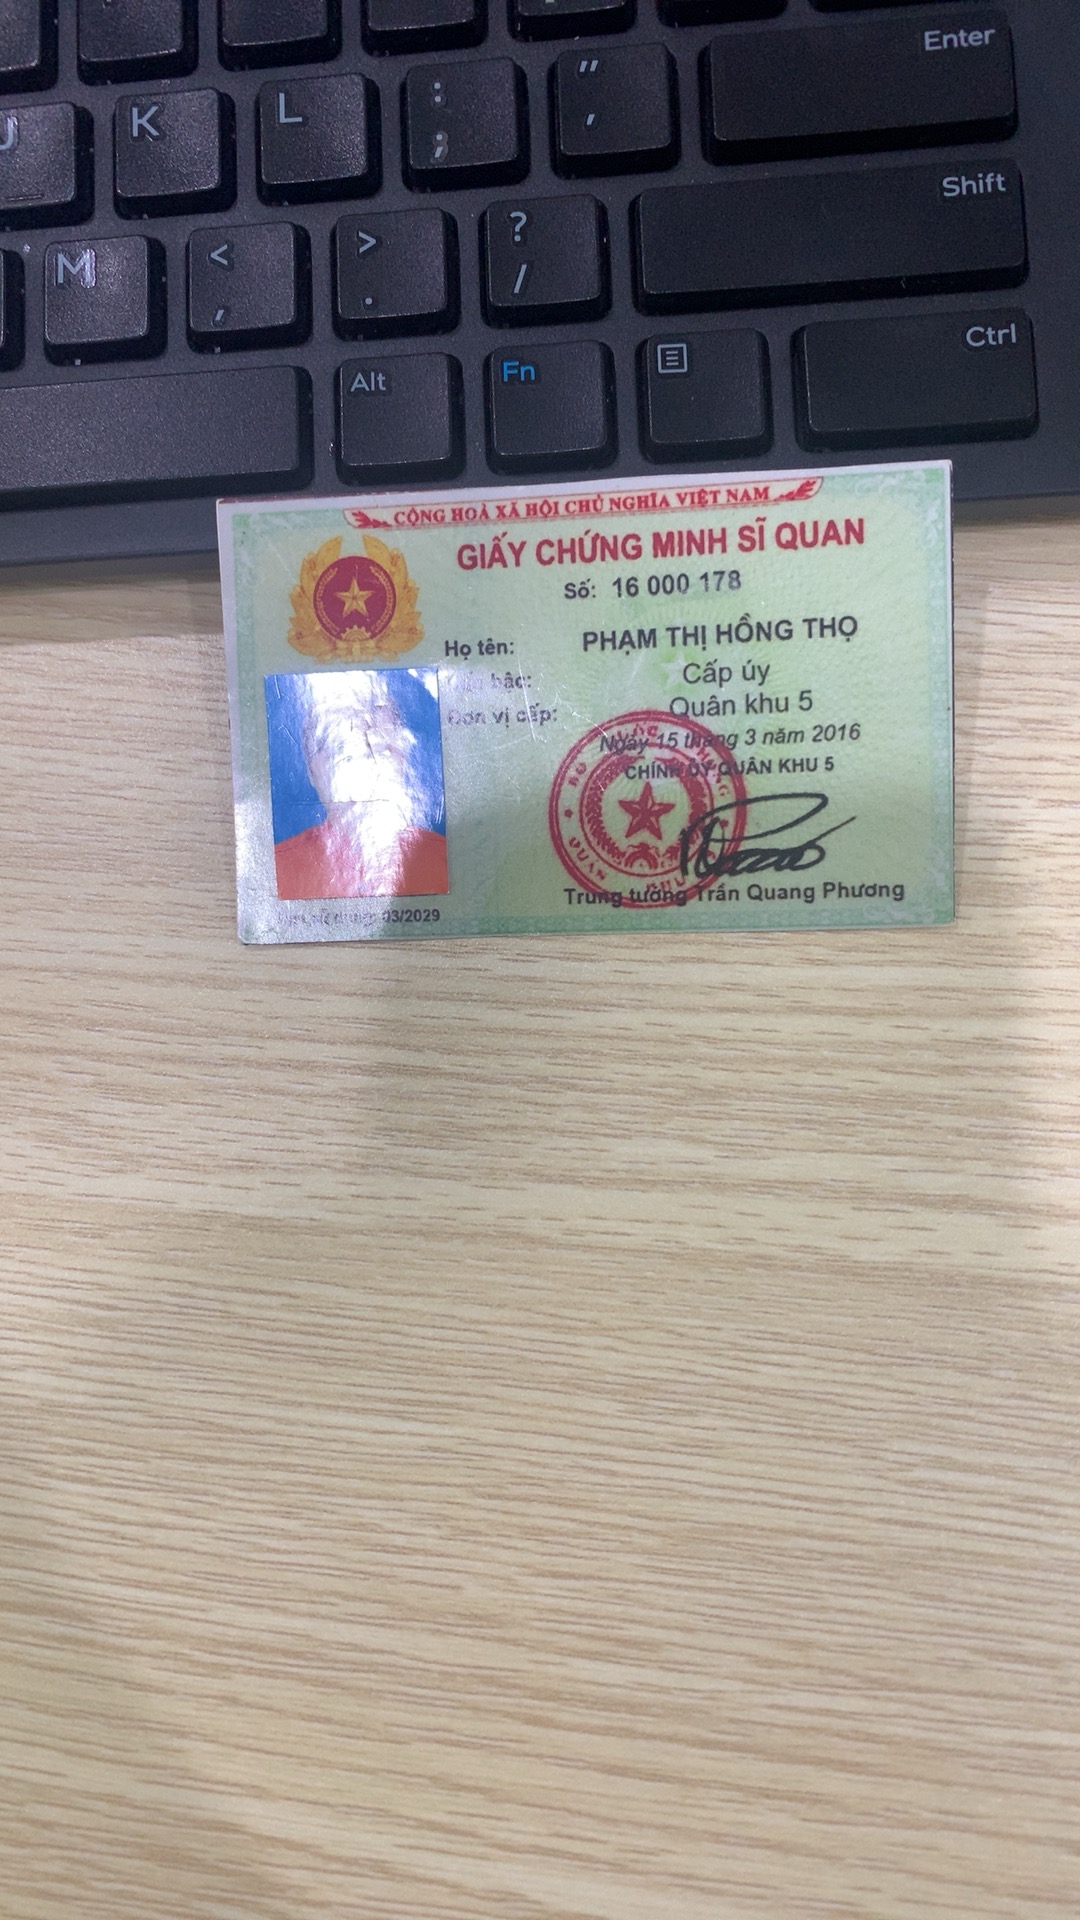 Enter
J K L : ;
" '
Shift
M < ,
> .
? /
Alt Fn Ctrl
CỘNG HOÀ XÃ HỘI CHỦ NGHĨA VIỆT NAM
GIẤY CHỨNG MINH SĨ QUAN
Số: 16 000 178
Họ tên: PHẠM THỊ HỒNG THỌ
bậc: Cấp úy
Đơn vị cấp: Quân khu 5
Ngày 15 tháng 3 năm 2016
CHÍNH ỦY QUÂN KHU 5
Trung tướng Trần Quang Phương
03/2029